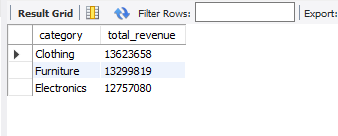 Result Grid Filter Rows: Export:
category total_revenue
Clothing 13623658
Furniture 13299819
Electronics 12757080